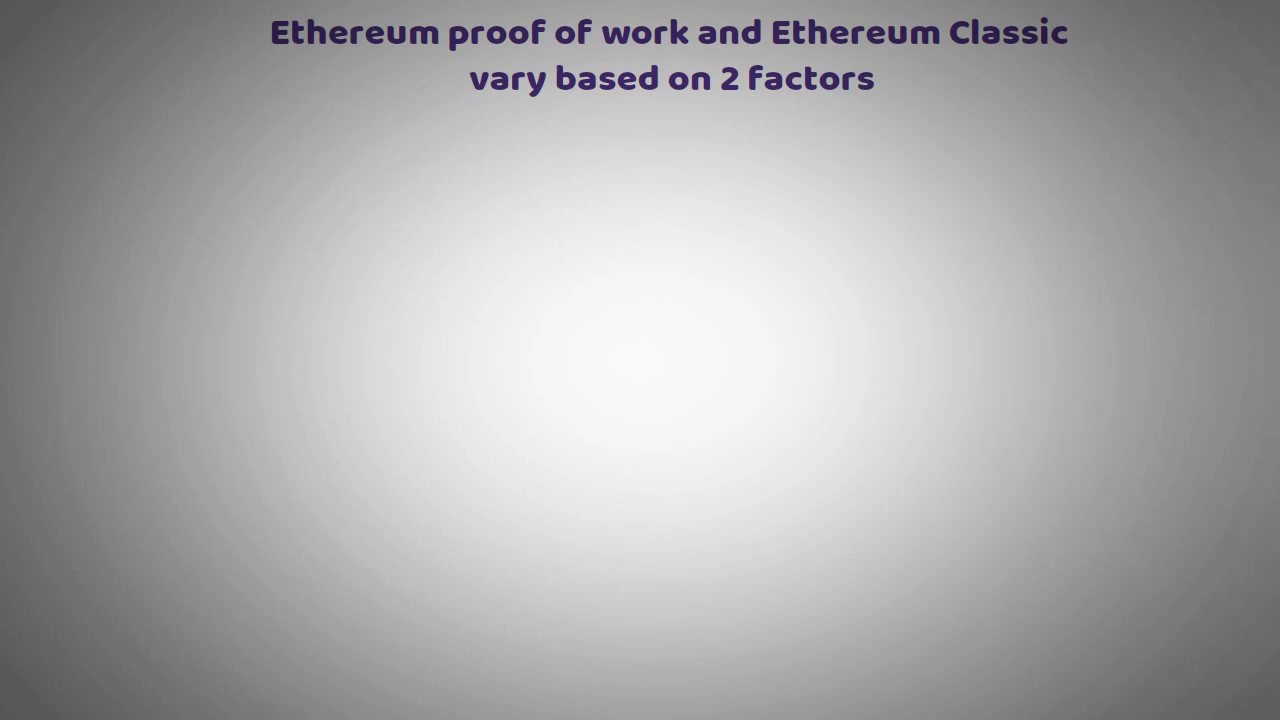 Ethereum proof of work and Ethereum Classic
vary based on 2 factors